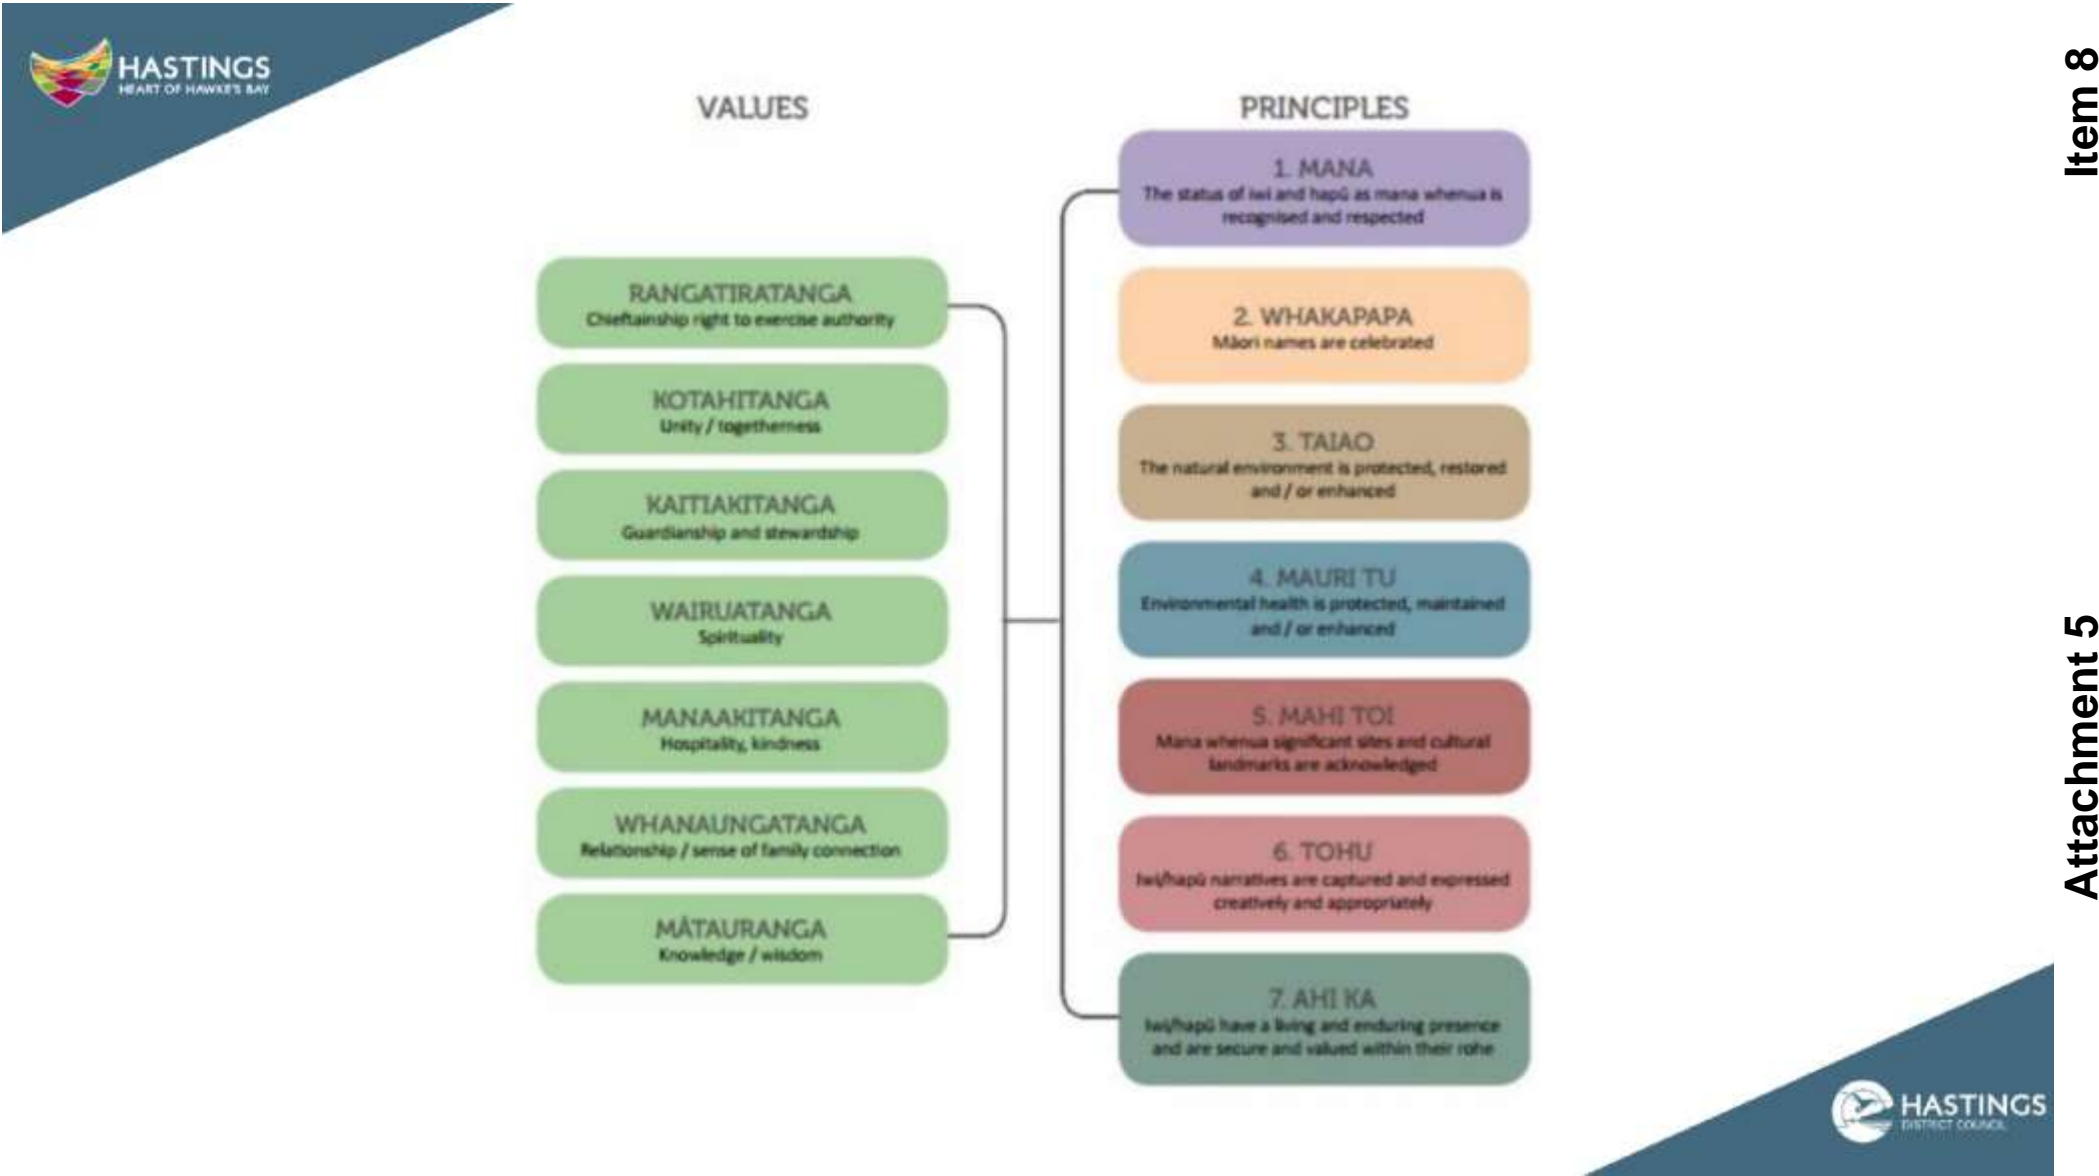 HASTINGS
HEART OF HAWKE'S BAY
VALUES
RANGATIRATANGA
Chieftainship right to exercise authority
KOTAHITANGA
Unity / togetherness
KAITIAKITANGA
Guardianship and stewardship
WAIRUATANGA
Spirituality
MANAAKITANGA
Hospitality, kindness
WHANAUNGATANGA
Relationship / sense of family connection
MĀTAURANGA
Knowledge / wisdom
PRINCIPLES
1. MANA
The status of iwi and hapū as mana whenua is
recognised and respected
2. WHAKAPAPA
Māori names are celebrated
3. TAIAO
The natural environment is protected, restored
and / or enhanced
4. MAURI TU
Environmental health is protected, maintained
and / or enhanced
5. MAHI TOI
Mana whenua significant sites and cultural
landmarks are acknowledged
6. TOHU
Iwi/hapū narratives are captured and expressed
creatively and appropriately
7. AHI KA
Iwi/hapū have a living and enduring presence
and are secure and valued within their rohe
HASTINGS
DISTRICT COUNCIL
Item 8
Attachment 5